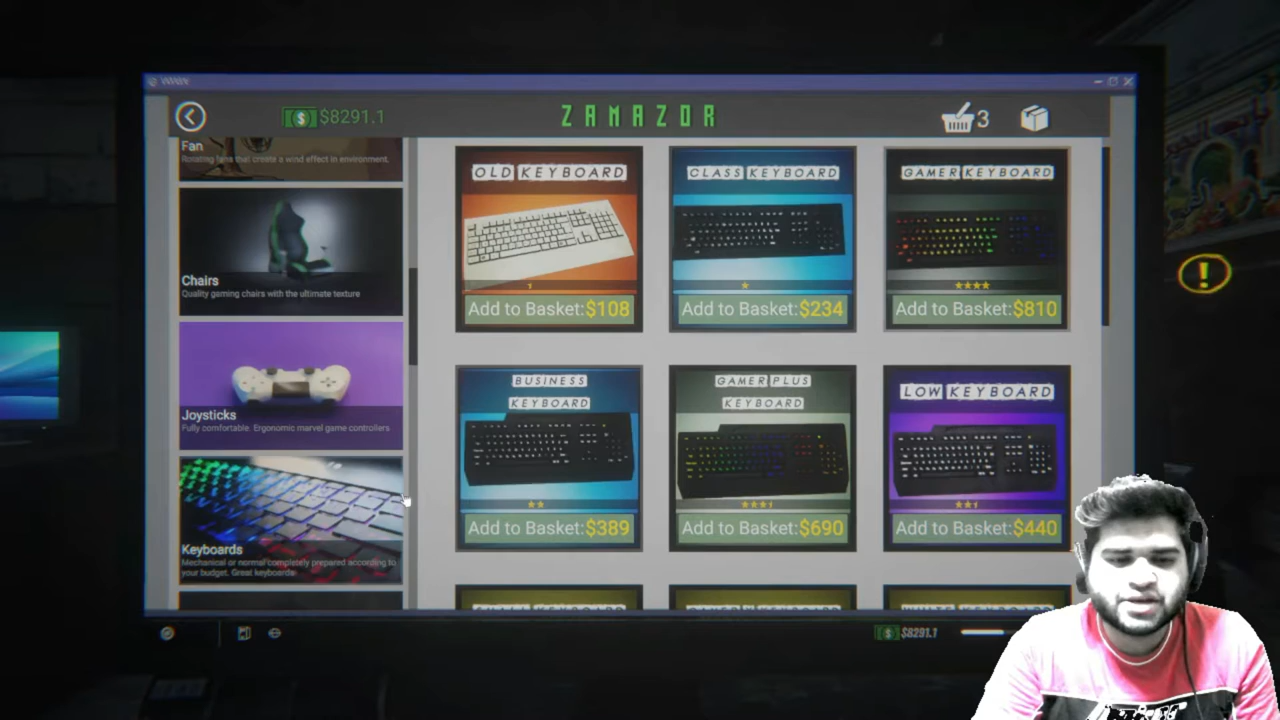 $8291.1
ZAMAZOR
3
Fan
Rotating fans that create a wind effect in environment.
Chairs
Quality gaming chairs with the ultimate texture
Joysticks
Fully comfortable. Ergonomic marvel game controllers
Keyboards
Mechanical or normal completely prepared according to
your budget. Great keyboards
OLD KEYBOARD
Add to Basket:$108
CLASS KEYBOARD
Add to Basket:$234
GAMER KEYBOARD
Add to Basket:$810
BUSINESS
KEYBOARD
Add to Basket:$389
GAMER PLUS
KEYBOARD
Add to Basket:$690
LOW KEYBOARD
Add to Basket:$440
!
$8291.1